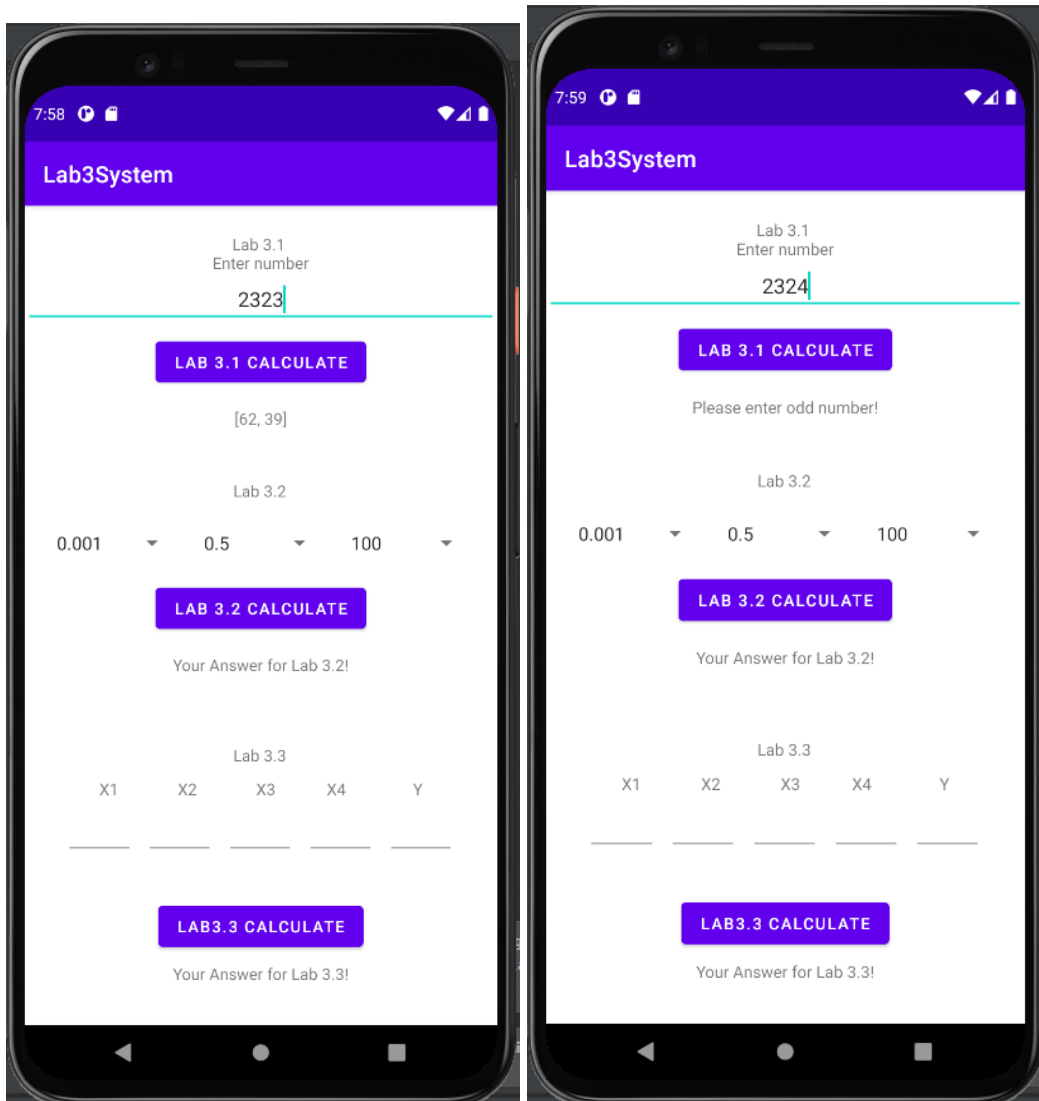 7:58
Lab3System
Lab 3.1
Enter number
2323
LAB 3.1 CALCULATE
[62, 39]
Lab 3.2
0.001 0.5 100
LAB 3.2 CALCULATE
Your Answer for Lab 3.2!
Lab 3.3
X1 X2 X3 X4 Y
LAB3.3 CALCULATE
Your Answer for Lab 3.3!
7:59
Lab3System
Lab 3.1
Enter number
2324
LAB 3.1 CALCULATE
Please enter odd number!
Lab 3.2
0.001 0.5 100
LAB 3.2 CALCULATE
Your Answer for Lab 3.2!
Lab 3.3
X1 X2 X3 X4 Y
LAB3.3 CALCULATE
Your Answer for Lab 3.3!